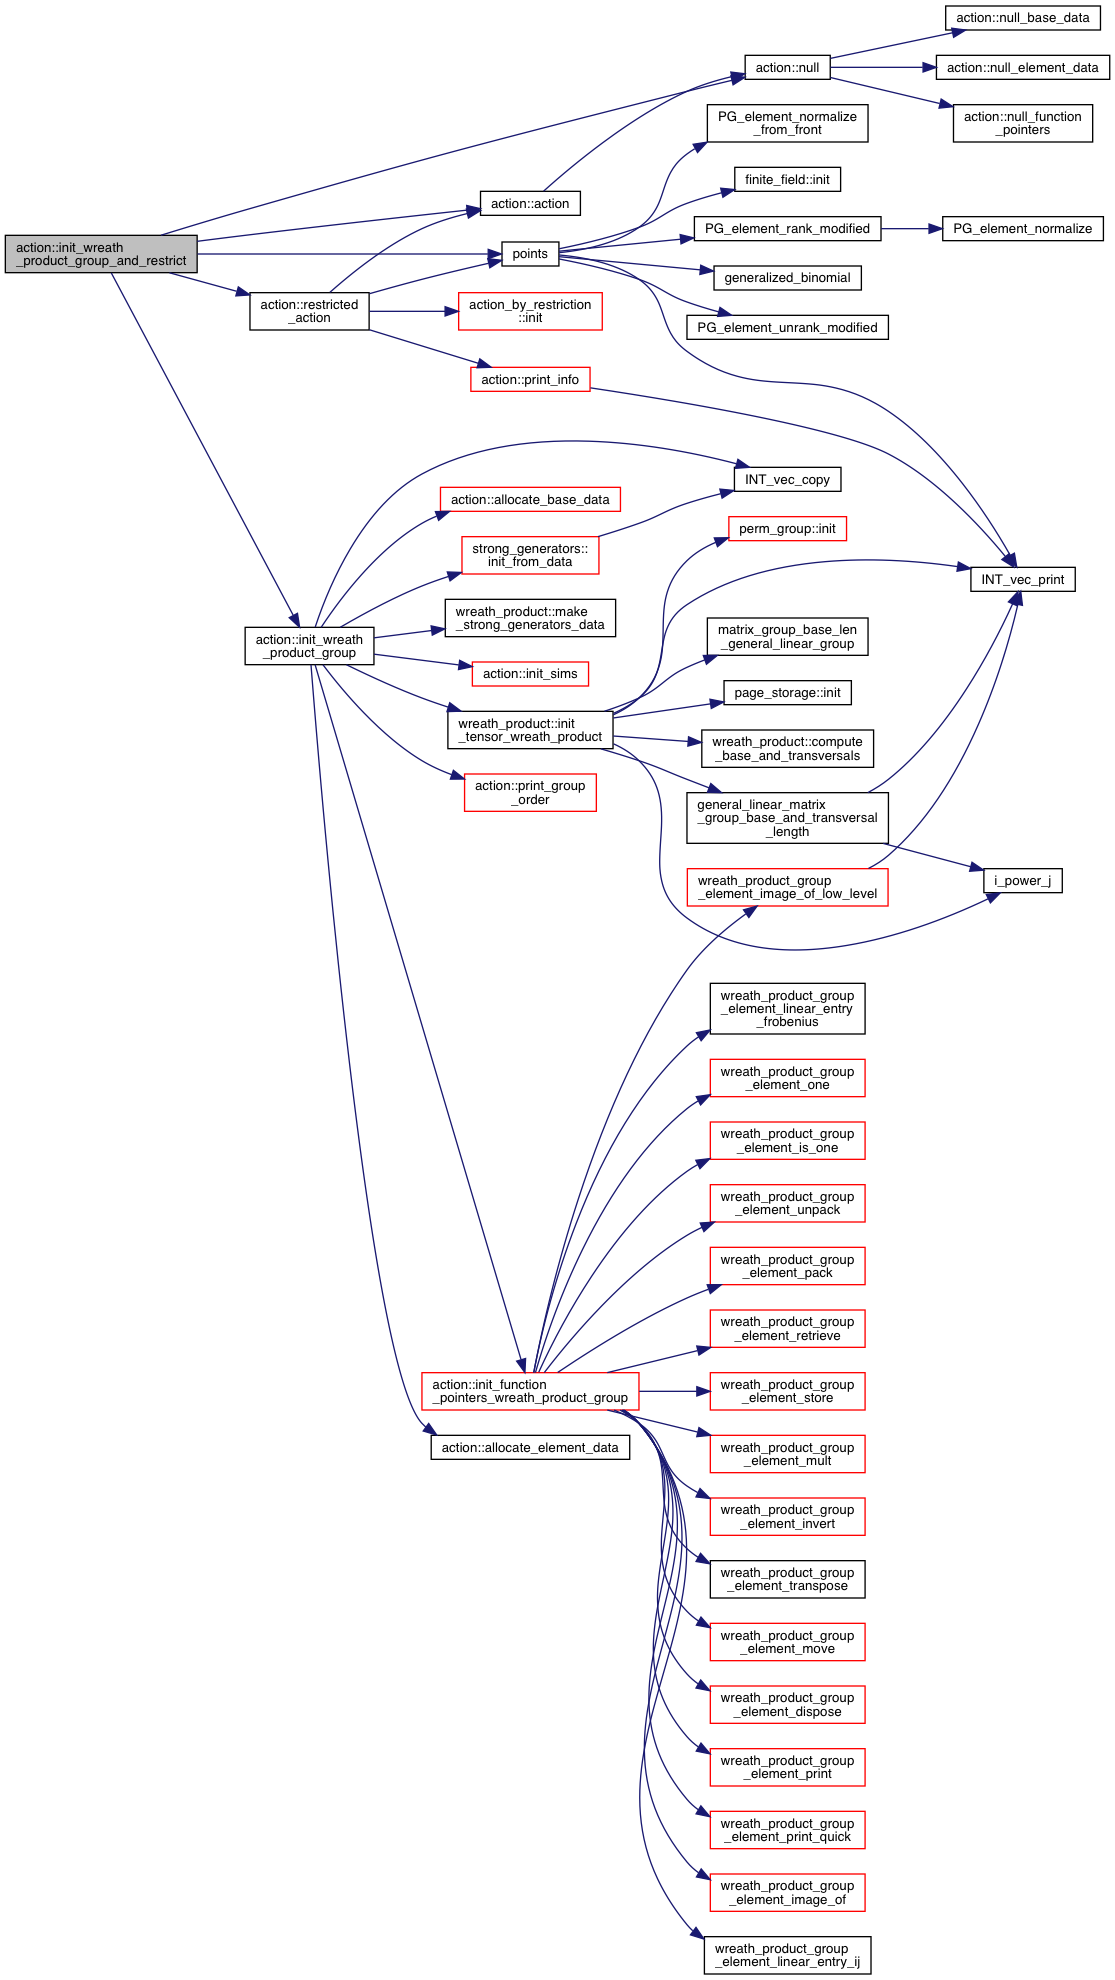 action::init_wreath
_product_group_and_restrict
action::null
action::null_base_data
action::null_element_data
action::null_function
_pointers
action::action
points
PG_element_normalize
_from_front
finite_field::init
PG_element_rank_modified
PG_element_normalize
generalized_binomial
PG_element_unrank_modified
action::restricted
_action
action_by_restriction
::init
action::print_info
INT_vec_copy
action::allocate_base_data
strong_generators::
init_from_data
perm_group::init
INT_vec_print
action::init_wreath
_product_group
wreath_product::make
_strong_generators_data
matrix_group_base_len
_general_linear_group
action::init_sims
page_storage::init
wreath_product::init
_tensor_wreath_product
wreath_product::compute
_base_and_transversals
action::print_group
_order
general_linear_matrix
_group_base_and_transversal
_length
wreath_product_group
_element_image_of_low_level
i_power_j
wreath_product_group
_element_linear_entry
_frobenius
wreath_product_group
_element_one
wreath_product_group
_element_is_one
wreath_product_group
_element_unpack
wreath_product_group
_element_pack
wreath_product_group
_element_retrieve
action::init_function
_pointers_wreath_product_group
wreath_product_group
_element_store
action::allocate_element_data
wreath_product_group
_element_mult
wreath_product_group
_element_invert
wreath_product_group
_element_transpose
wreath_product_group
_element_move
wreath_product_group
_element_dispose
wreath_product_group
_element_print
wreath_product_group
_element_print_quick
wreath_product_group
_element_image_of
wreath_product_group
_element_linear_entry_ij